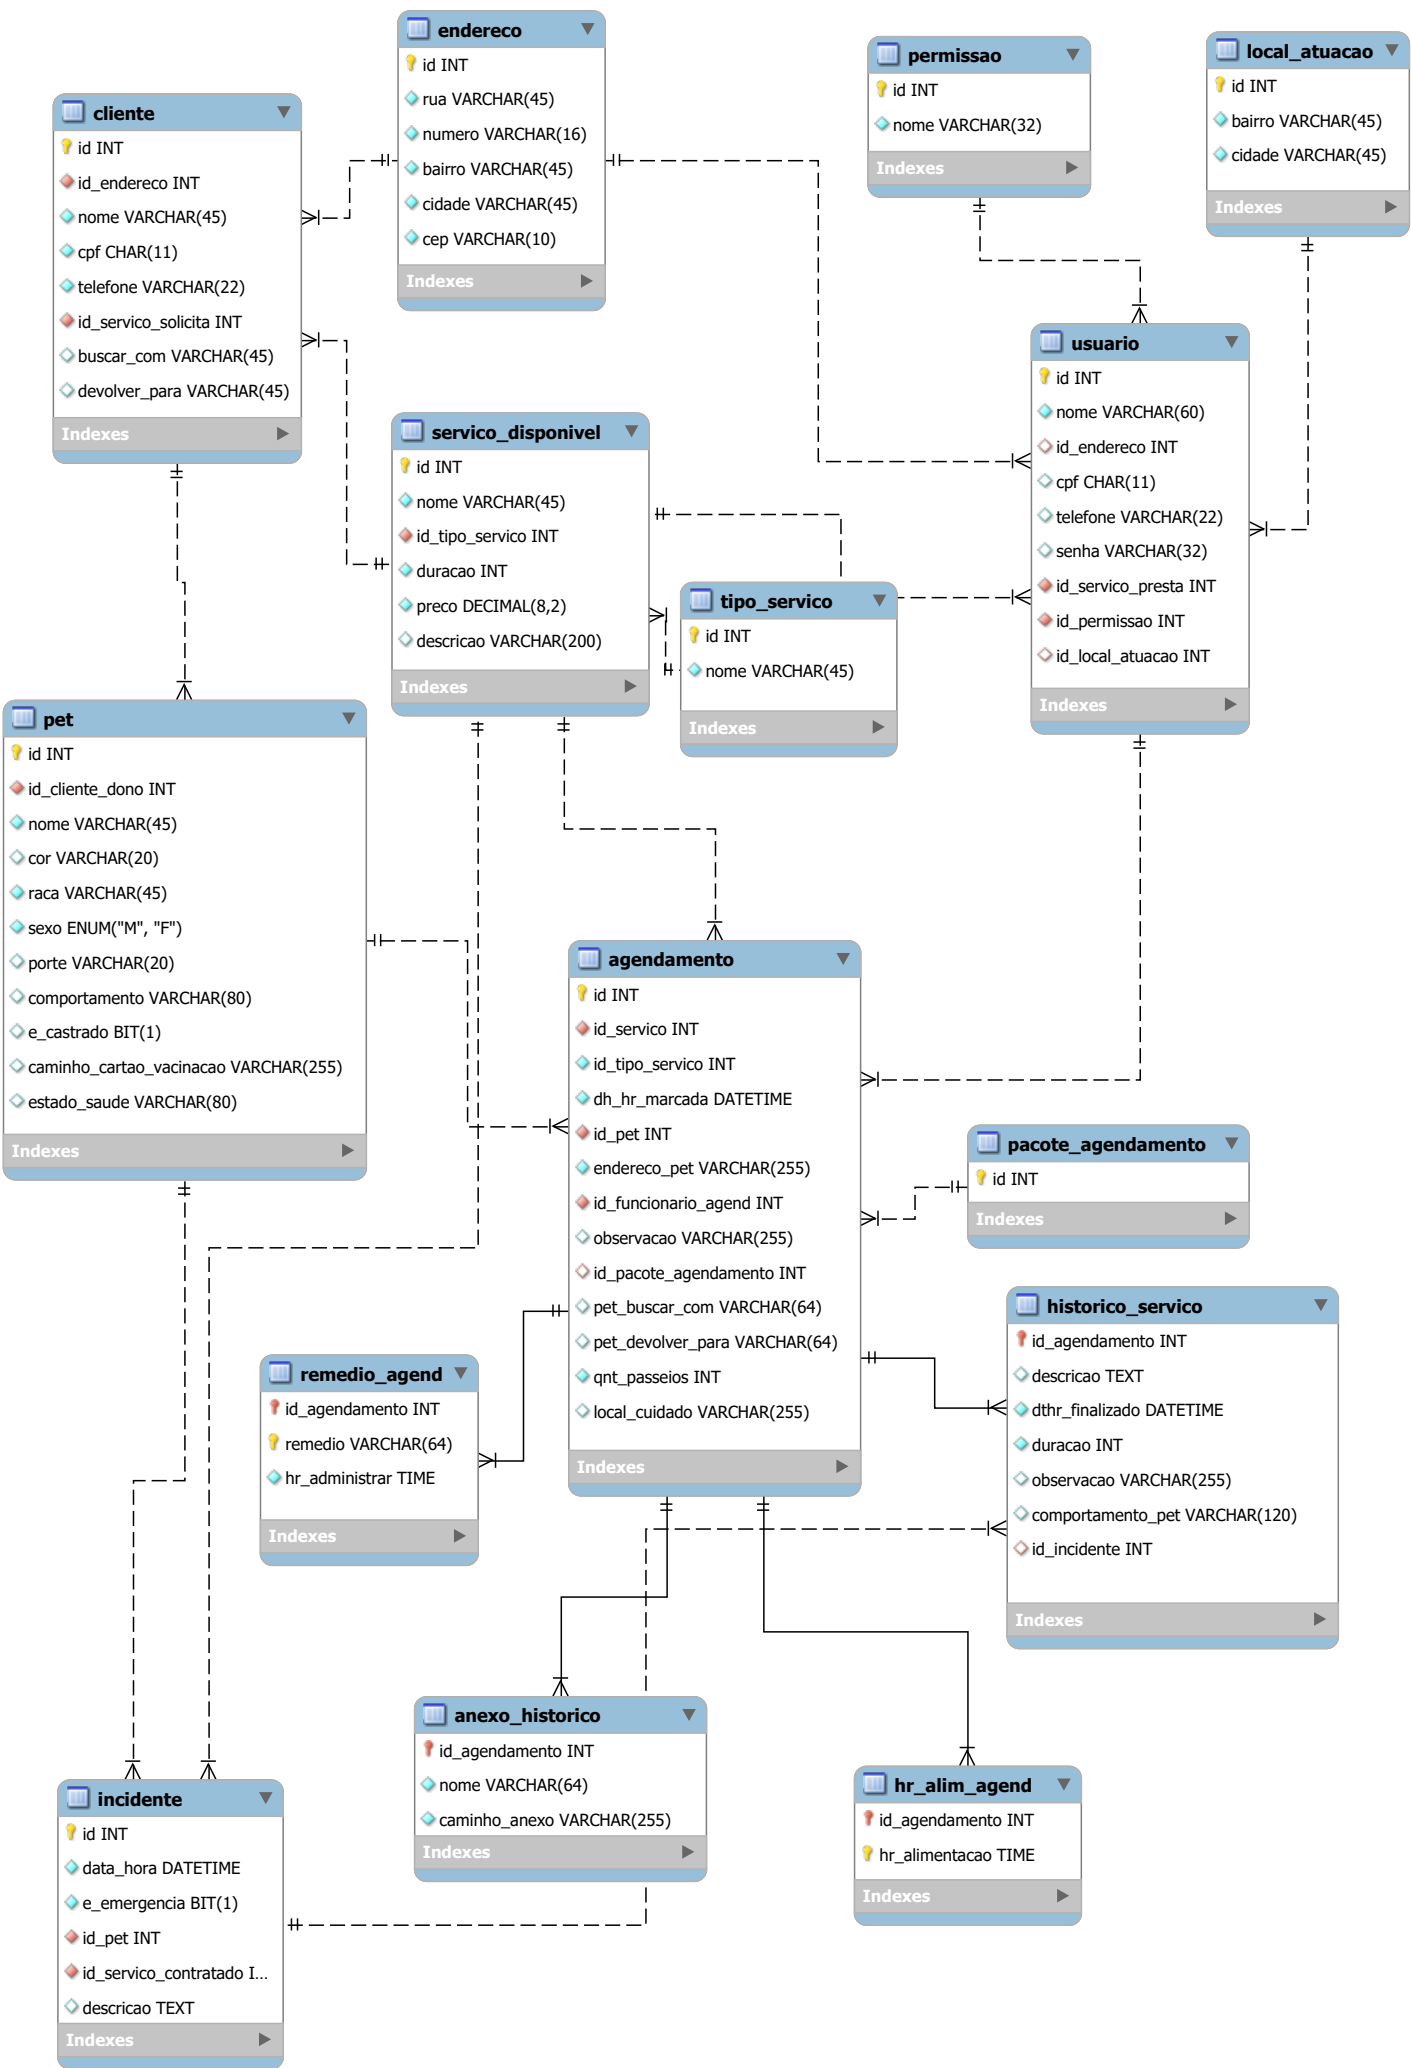 endereco
id INT
rua VARCHAR(45)
numero VARCHAR(16)
bairro VARCHAR(45)
cidade VARCHAR(45)
cep VARCHAR(10)
Indexes
permissao
id INT
nome VARCHAR(32)
Indexes
local_atuacao
id INT
bairro VARCHAR(45)
cidade VARCHAR(45)
Indexes
cliente
id INT
id_endereco INT
nome VARCHAR(45)
cpf CHAR(11)
telefone VARCHAR(22)
id_servico_solicita INT
buscar_com VARCHAR(45)
devolver_para VARCHAR(45)
Indexes
usuario
id INT
nome VARCHAR(60)
id_endereco INT
cpf CHAR(11)
telefone VARCHAR(22)
senha VARCHAR(32)
id_servico_presta INT
id_permissao INT
id_local_atuacao INT
Indexes
servico_disponivel
id INT
nome VARCHAR(45)
id_tipo_servico INT
duracao INT
preco DECIMAL(8,2)
descricao VARCHAR(200)
Indexes
tipo_servico
id INT
nome VARCHAR(45)
Indexes
pet
id INT
id_cliente_dono INT
nome VARCHAR(45)
cor VARCHAR(20)
raca VARCHAR(45)
sexo ENUM("M", "F")
porte VARCHAR(20)
comportamento VARCHAR(80)
e_castrado BIT(1)
caminho_cartao_vacinacao VARCHAR(255)
estado_saude VARCHAR(80)
Indexes
agendamento
id INT
id_servico INT
id_tipo_servico INT
dh_hr_marcada DATETIME
id_pet INT
endereco_pet VARCHAR(255)
id_funcionario_agend INT
observacao VARCHAR(255)
id_pacote_agendamento INT
pet_buscar_com VARCHAR(64)
pet_devolver_para VARCHAR(64)
qnt_passeios INT
local_cuidado VARCHAR(255)
Indexes
pacote_agendamento
id INT
Indexes
historico_servico
id_agendamento INT
descricao TEXT
dthr_finalizado DATETIME
duracao INT
observacao VARCHAR(255)
comportamento_pet VARCHAR(120)
id_incidente INT
Indexes
remedio_agend
id_agendamento INT
remedio VARCHAR(64)
hr_administrar TIME
Indexes
anexo_historico
id_agendamento INT
nome VARCHAR(64)
caminho_anexo VARCHAR(255)
Indexes
hr_alim_agend
id_agendamento INT
hr_alimentacao TIME
Indexes
incidente
id INT
data_hora DATETIME
e_emergencia BIT(1)
id_pet INT
id_servico_contratado I...
descricao TEXT
Indexes